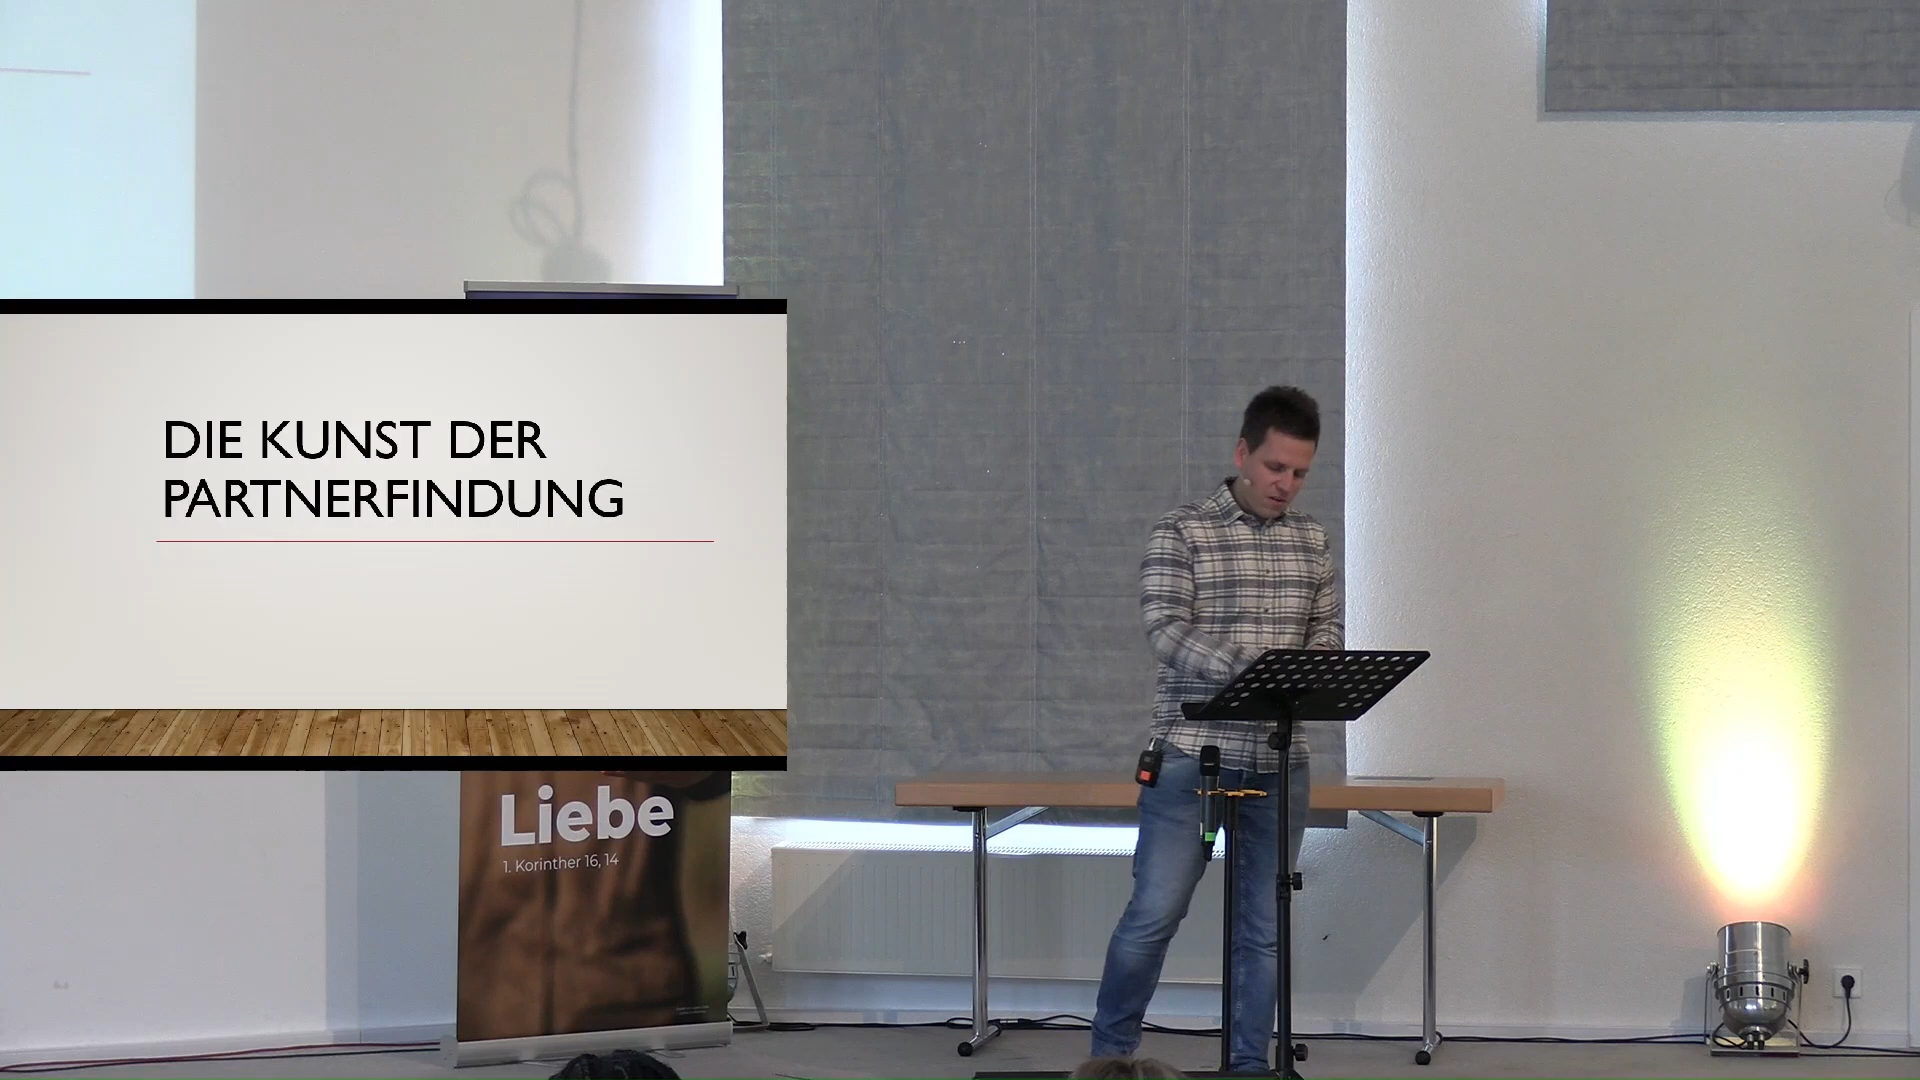 DIE KUNST DER
PARTNERFINDUNG
Liebe
1. Korinther 16, 14